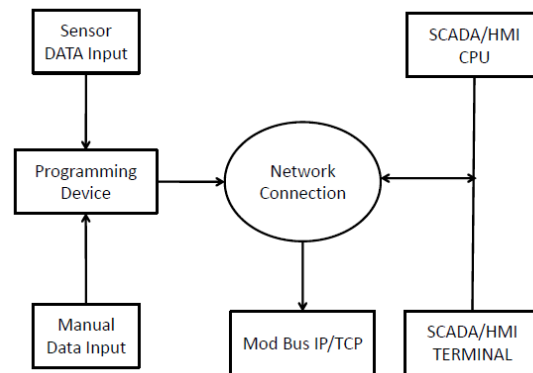 Sensor
DATA Input
SCADA/HMI
CPU
Programming
Device
Network
Connection
Manual
Data Input
Mod Bus IP/TCP
SCADA/HMI
TERMINAL